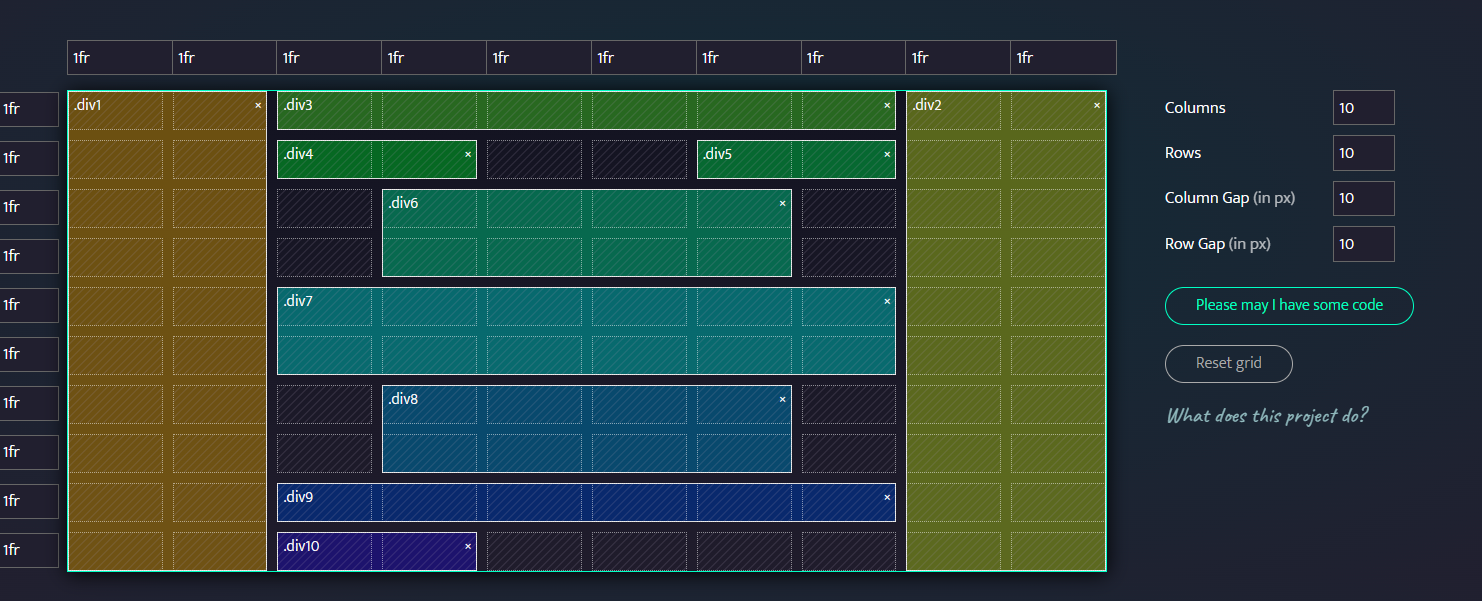 1fr 1fr 1fr 1fr 1fr 1fr 1fr 1fr 1fr 1fr
1fr .div1 × .div3 × .div2 × Columns 10
1fr .div4 × .div5 × Rows 10
1fr .div6 × Column Gap (in px) 10
1fr Row Gap (in px) 10
1fr .div7 × Please may I have some code
1fr Reset grid
1fr .div8 × What does this project do?
1fr
1fr .div9 ×
1fr .div10 ×